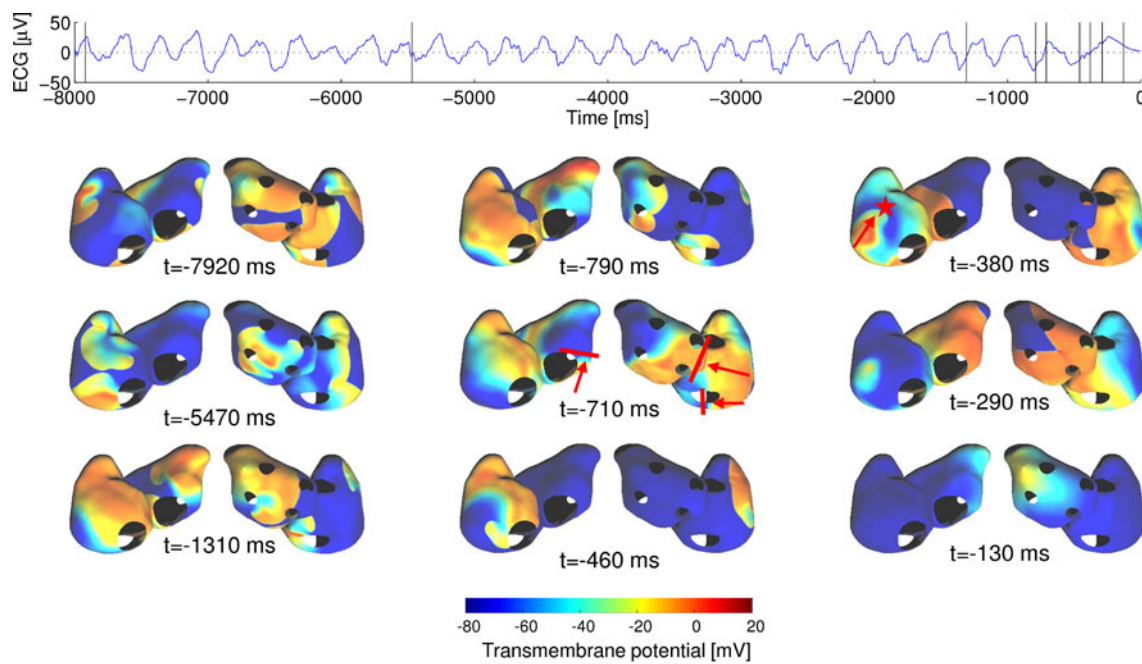 ECG [µV]
50
0
−50
−8000 −7000 −6000 −5000 −4000 −3000 −2000 −1000 0
Time [ms]
t=-7920 ms
t=-790 ms
t=-380 ms
t=-5470 ms
t=-710 ms
t=-290 ms
t=-1310 ms
t=-460 ms
t=-130 ms
−80 −60 −40 −20 0 20
Transmembrane potential [mV]